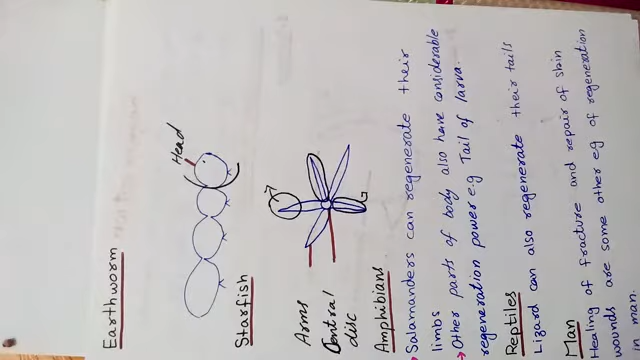 Earthworm
Head
Starfish
Arms
Central
disc
Amphibians
→ Salamanders can regenerate their
limbs
→ Other parts of body also have considerable
regeneration power e.g Tail of larva.
Reptiles
Lizard can also regenerate their tails
Man
Healing of fracture and repair of skin
wounds are some other eg of regeneration
in man.